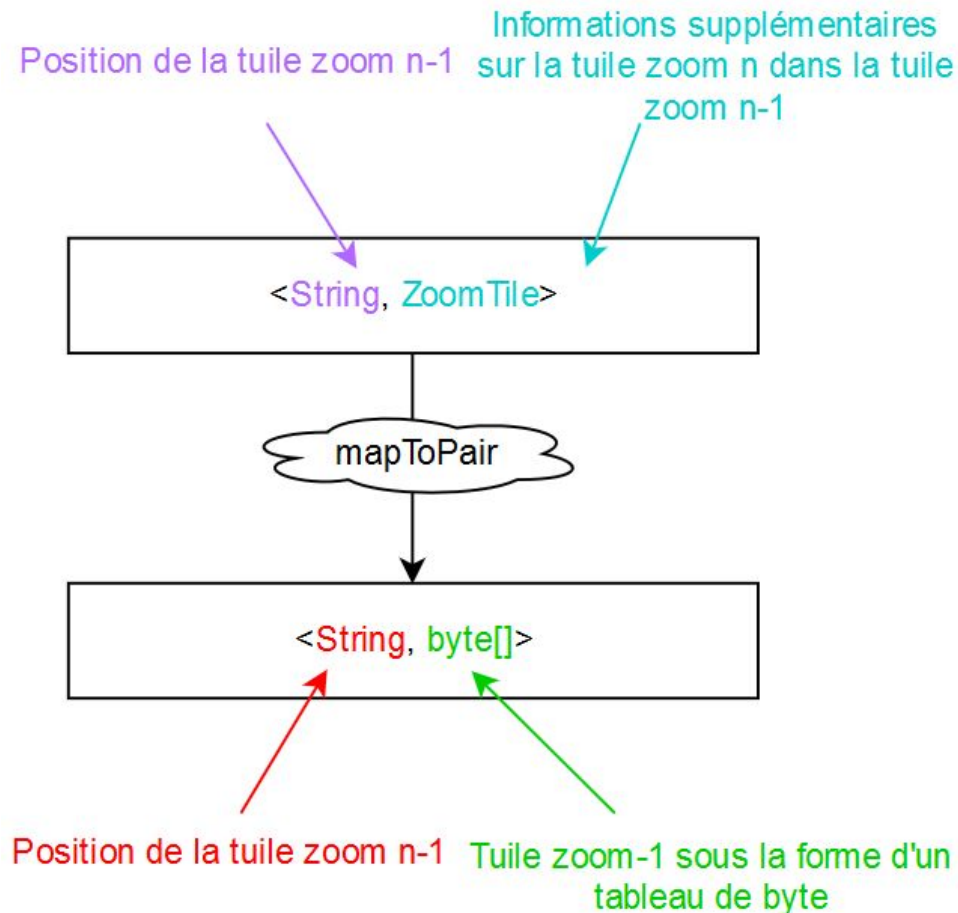 Position de la tuile zoom n-1
Informations supplémentaires
sur la tuile zoom n dans la tuile
zoom n-1
<String, ZoomTile>
mapToPair
<String, byte[]>
Position de la tuile zoom n-1
Tuile zoom-1 sous la forme d'un
tableau de byte